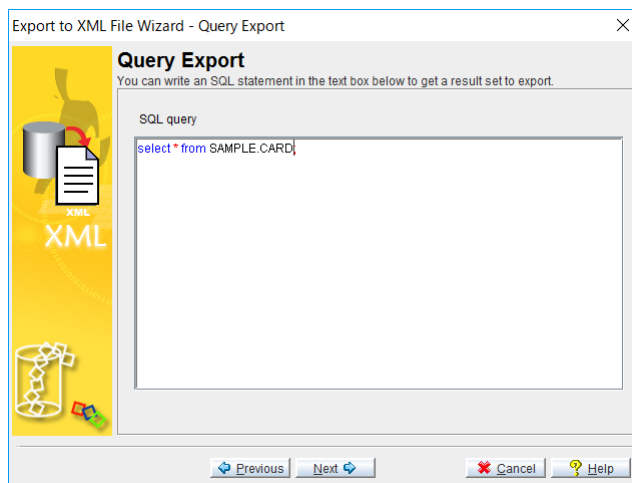 Export to XML File Wizard - Query Export
Query Export
You can write an SQL statement in the text box below to get a result set to export.
SQL query
select * from SAMPLE.CARD;
XML
XML
Previous Next Cancel Help